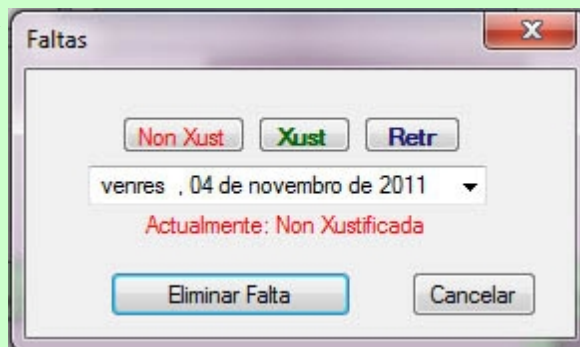 Faltas
Non Xust Xust Retr
venres , 04 de novembro de 2011
Actualmente: Non Xustificada
Eliminar Falta Cancelar